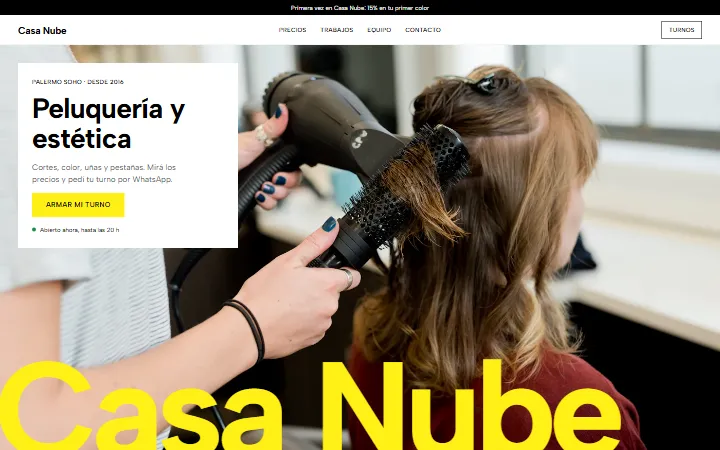 Primera vez en Casa Nube: 15% en tu primer color
Casa Nube
PRECIOS TRABAJOS EQUIPO CONTACTO
TURNOS
PALERMO SOHO · DESDE 2016
Peluquería y
estética
Cortes, color, uñas y pestañas. Mirá los
precios y pedí tu turno por WhatsApp.
ARMAR MI TURNO
Abierto ahora, hasta las 20 h
Casa Nube